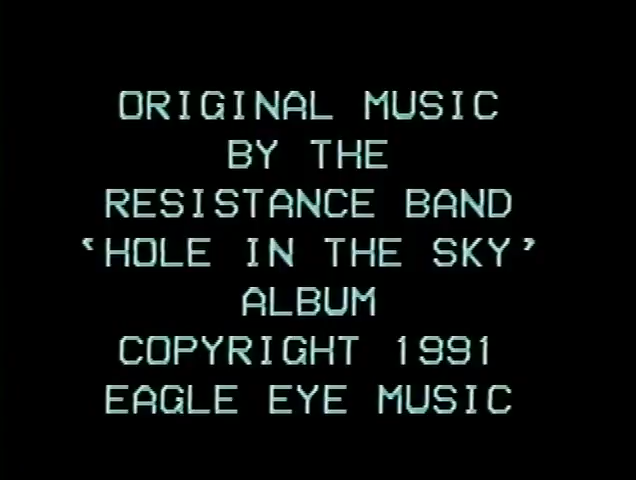 ORIGINAL MUSIC
BY THE
RESISTANCE BAND
‘HOLE IN THE SKY’
ALBUM
COPYRIGHT 1991
EAGLE EYE MUSIC